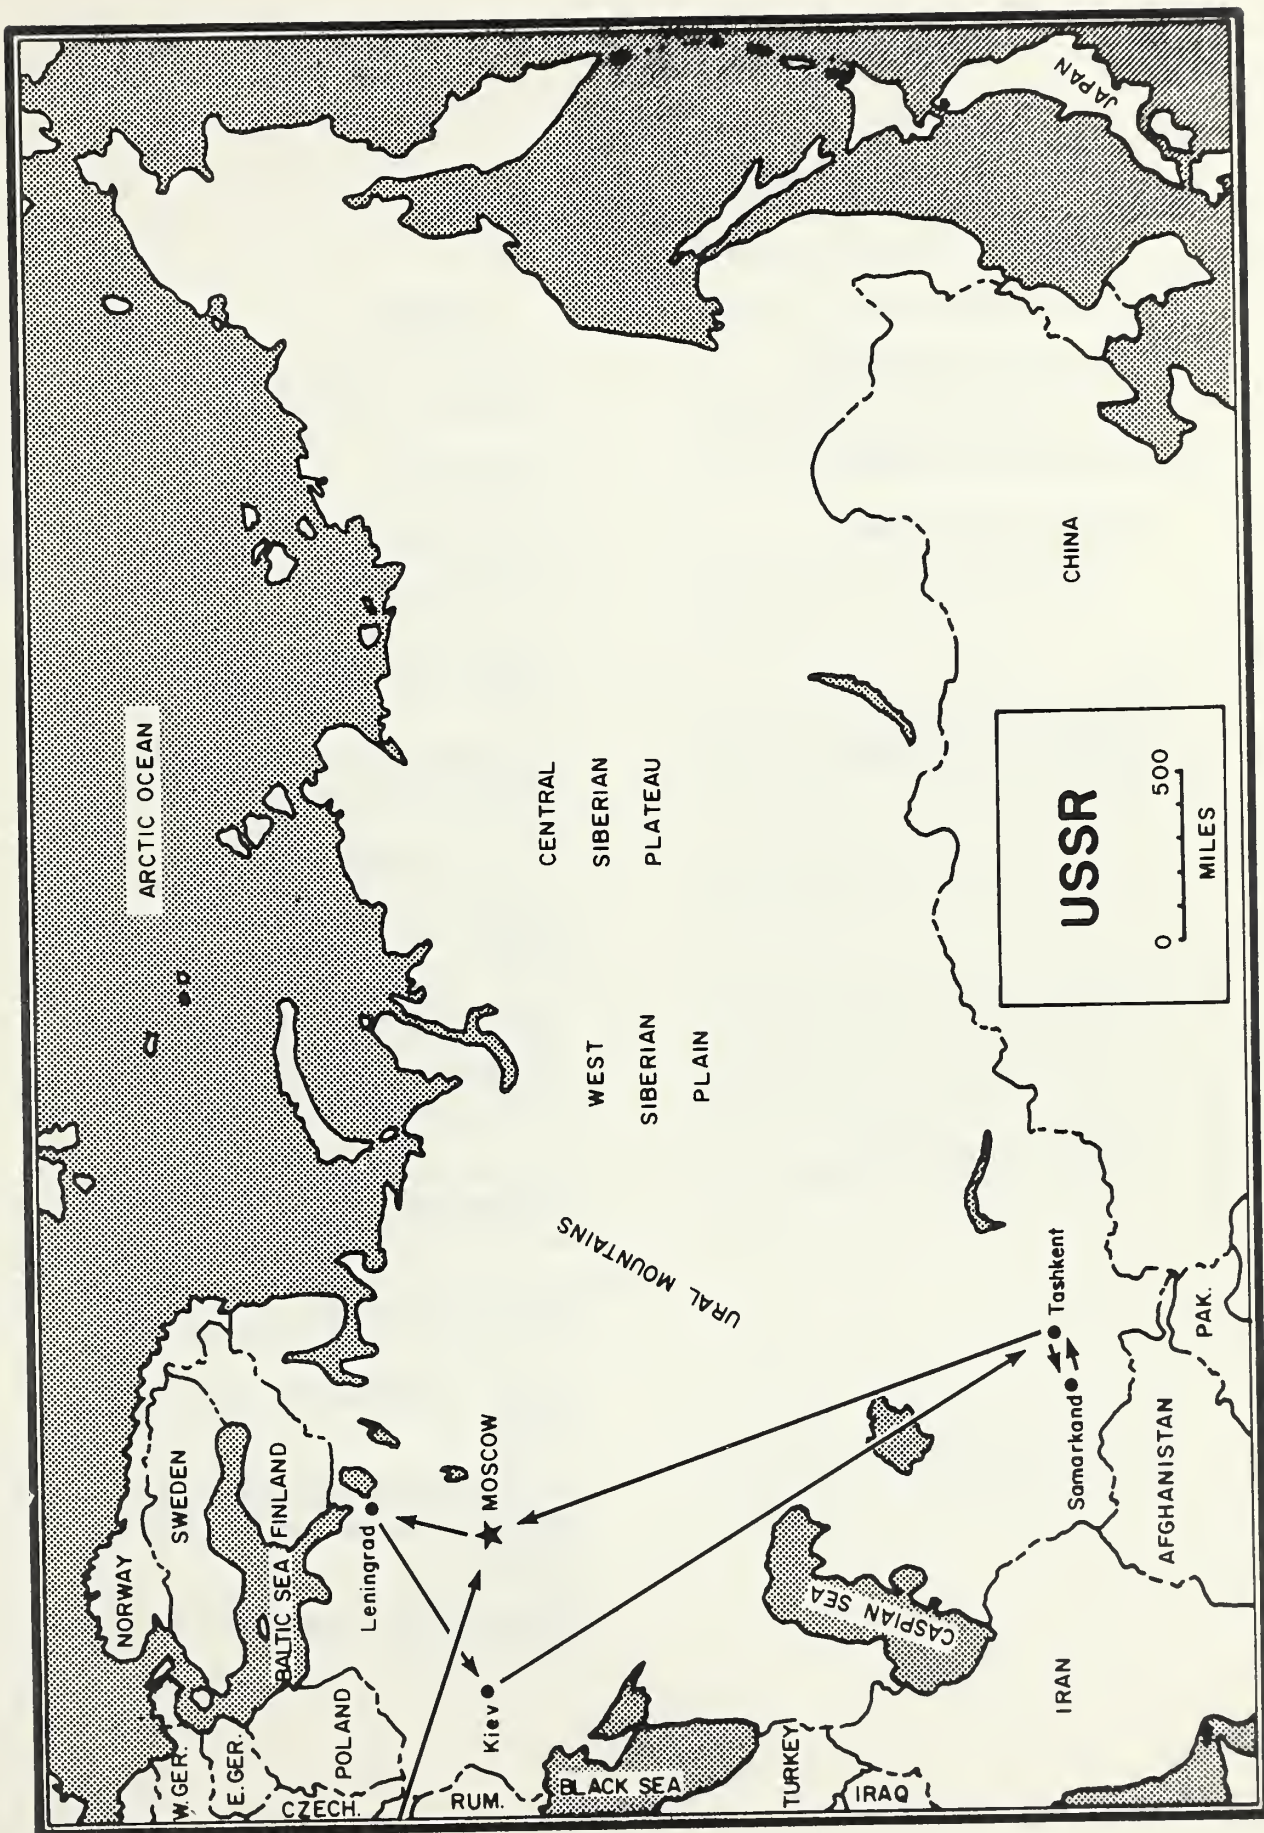 ARCTIC OCEAN
NORWAY
SWEDEN
FINLAND
BALTIC SEA
W. GER.
E. GER.
POLAND
CZECH.
RUM.
Leningrad
MOSCOW
Kiev
BLACK SEA
TURKEY
IRAQ
IRAN
CASPIAN SEA
URAL MOUNTAINS
WEST
SIBERIAN
PLAIN
CENTRAL
SIBERIAN
PLATEAU
Tashkent
Samarkand
AFGHANISTAN
PAK.
CHINA
JAPAN
USSR
0 500
MILES